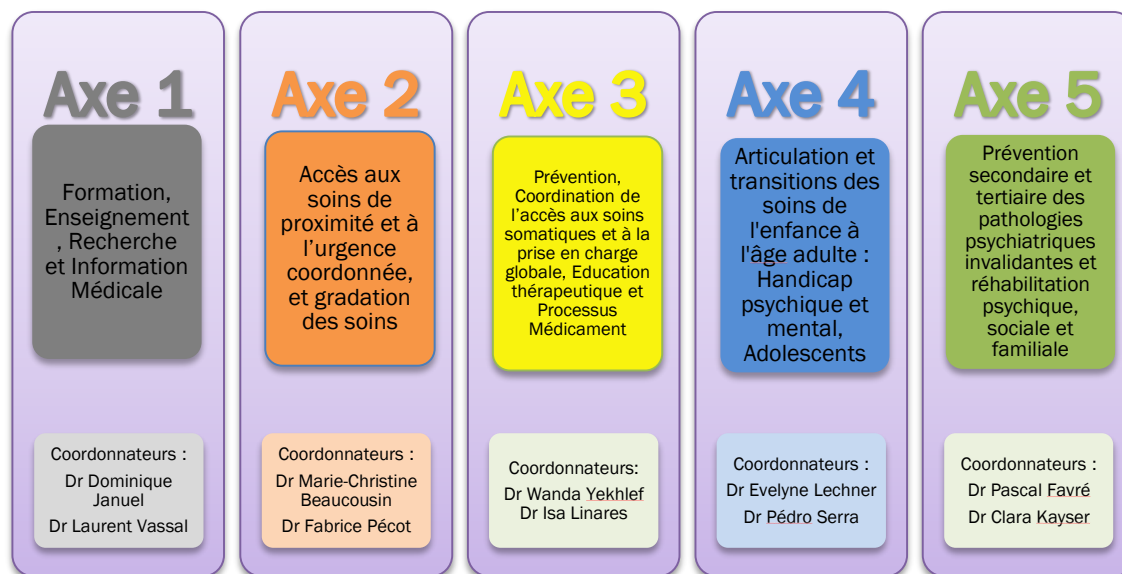 Axe 1
Formation,
Enseignement
, Recherche
et Information
Médicale
Coordonnateurs :
Dr Dominique
Januel
Dr Laurent Vassal
Axe 2
Accès aux
soins de
proximité et à
l’urgence
coordonnée,
et gradation
des soins
Coordonnateurs :
Dr Marie-Christine
Beaucousin
Dr Fabrice Pécot
Axe 3
Prévention,
Coordination de
l’accès aux soins
somatiques et à la
prise en charge
globale, Education
thérapeutique et
Processus
Médicament
Coordonnateurs:
Dr Wanda Yekhlef
Dr Isa Linares
Axe 4
Articulation et
transitions des
soins de
l'enfance à
l'âge adulte :
Handicap
psychique et
mental,
Adolescents
Coordonnateurs :
Dr Evelyne Lechner
Dr Pédro Serra
Axe 5
Prévention
secondaire et
tertiaire des
pathologies
psychiatriques
invalidantes et
réhabilitation
psychique,
sociale et
familiale
Coordonnateurs :
Dr Pascal Favré
Dr Clara Kayser